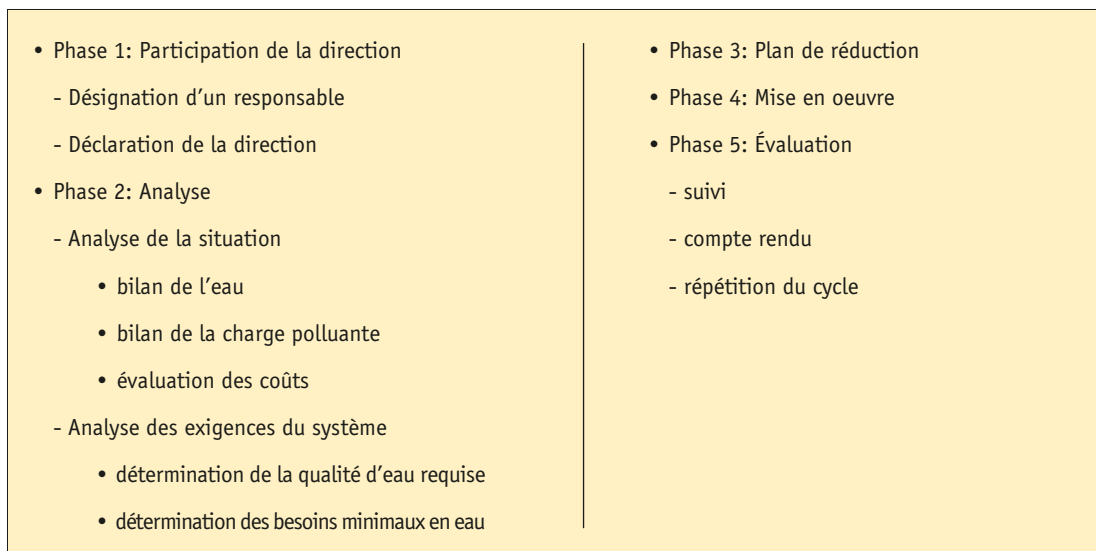 • Phase 1: Participation de la direction
- Désignation d'un responsable
- Déclaration de la direction
• Phase 2: Analyse
- Analyse de la situation
• bilan de l'eau
• bilan de la charge polluante
• évaluation des coûts
- Analyse des exigences du système
• détermination de la qualité d'eau requise
• détermination des besoins minimaux en eau
• Phase 3: Plan de réduction
• Phase 4: Mise en oeuvre
• Phase 5: Évaluation
- suivi
- compte rendu
- répétition du cycle